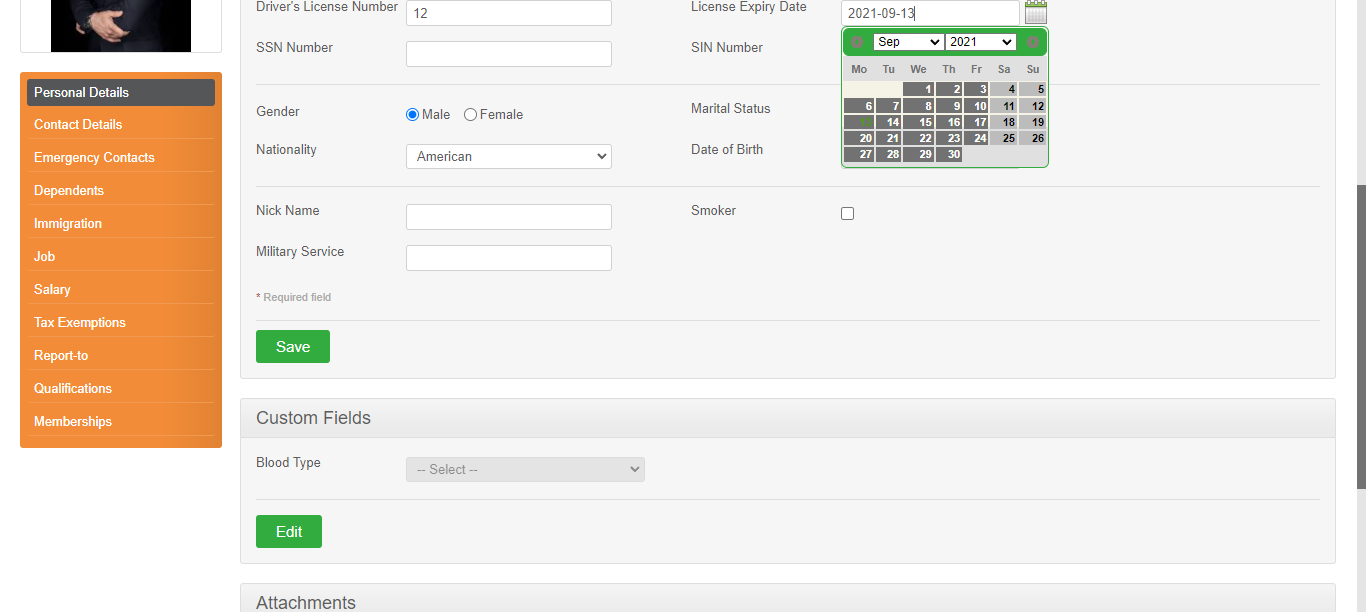 Driver's License Number 12 License Expiry Date 2021-09-13
SSN Number SIN Number
Sep 2021
Mo Tu We Th Fr Sa Su
1 2 3 4 5
6 7 8 9 10 11 12
13 14 15 16 17 18 19
20 21 22 23 24 25 26
27 28 29 30
Gender Male Female Marital Status
Nationality American Date of Birth
Nick Name Smoker
Military Service
* Required field
Save
Personal Details
Contact Details
Emergency Contacts
Dependents
Immigration
Job
Salary
Tax Exemptions
Report-to
Qualifications
Memberships
Custom Fields
Blood Type -- Select --
Edit
Attachments